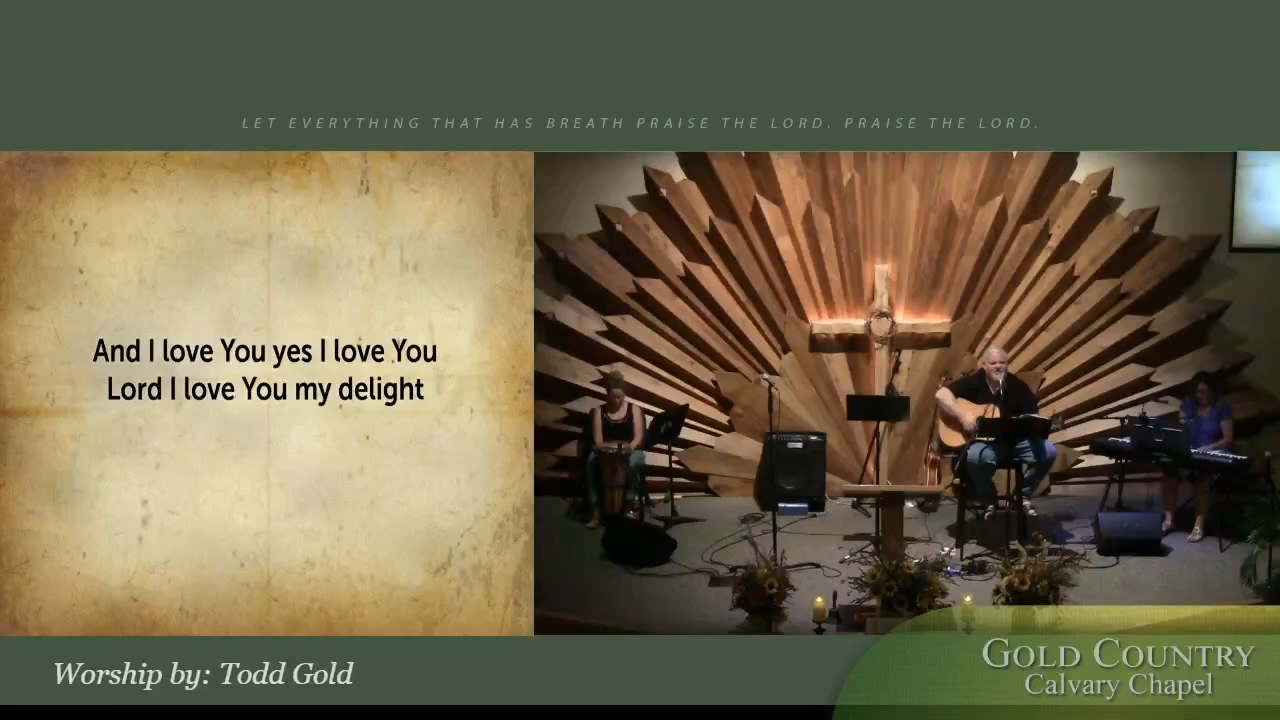 LET EVERYTHING THAT HAS BREATH PRAISE THE LORD. PRAISE THE LORD.
And I love You yes I love You
Lord I love You my delight
Worship by: Todd Gold
GOLD COUNTRY
Calvary Chapel